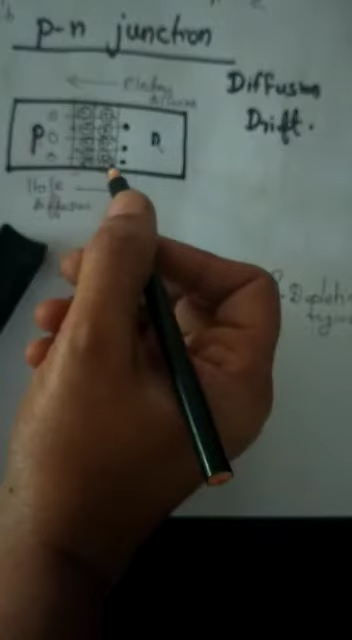 p-n junction
Diffusion
Drift.
p
n
Hole
diffusion